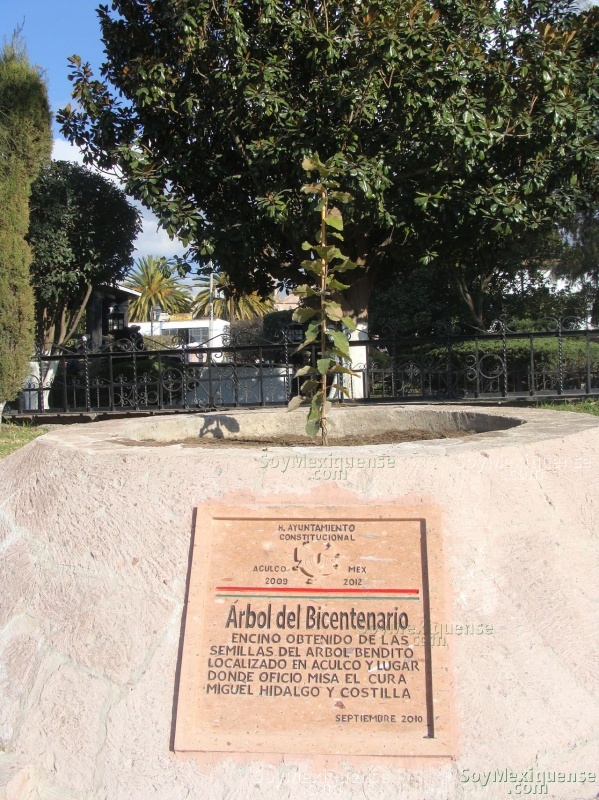 SoyMexiquense
.com
H. AYUNTAMIENTO
CONSTITUCIONAL
ACULCO MEX
2009 2012
Árbol del Bicentenario
ENCINO OBTENIDO DE LAS
SEMILLAS DEL ARBOL BENDITO
LOCALIZADO EN ACULCO Y LUGAR
DONDE OFICIO MISA EL CURA
MIGUEL HIDALGO Y COSTILLA
SEPTIEMBRE 2010
SoyMexiquense
.com